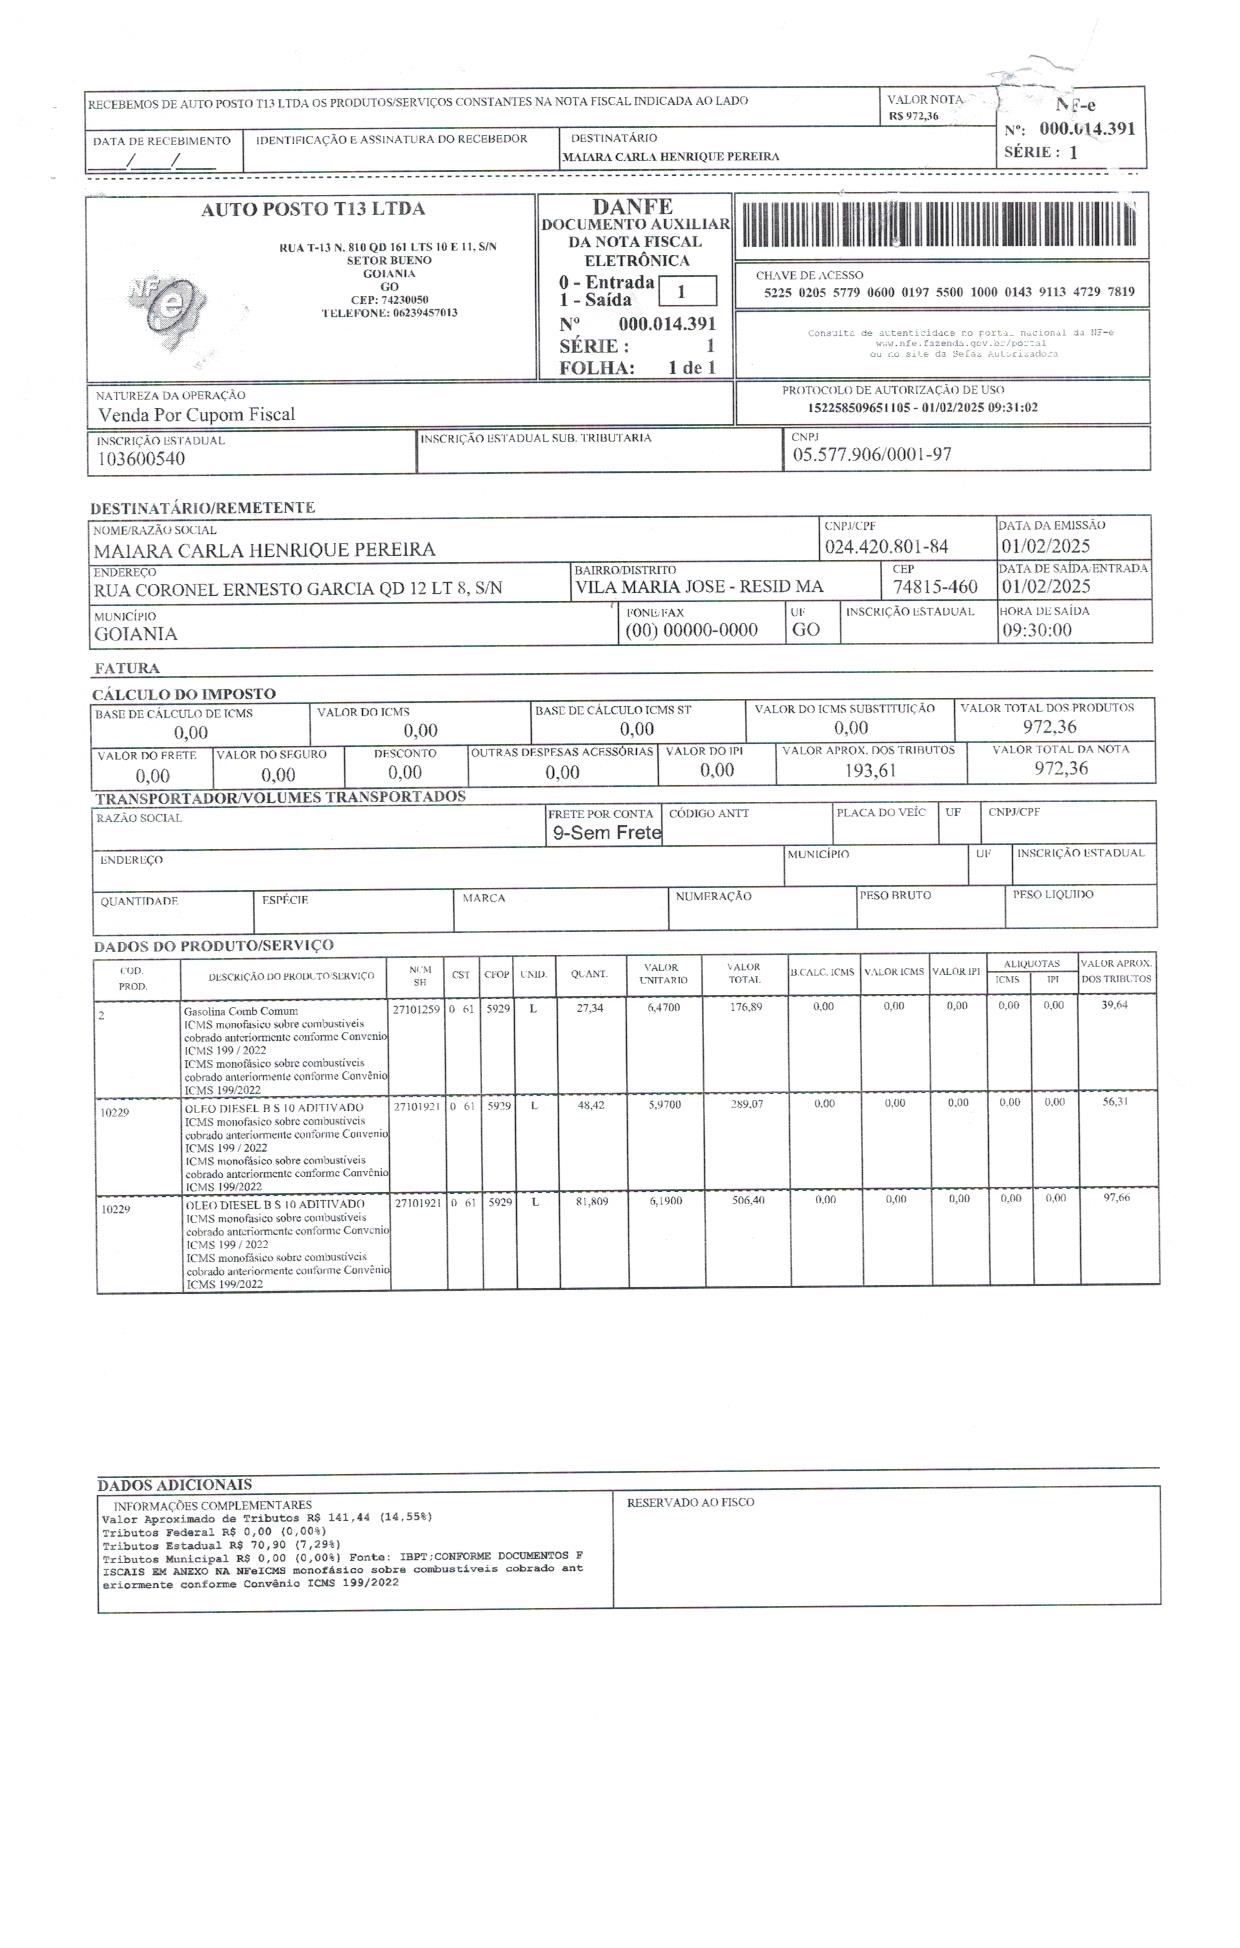 RECEBEMOS DE AUTO POSTO T13 LTDA OS PRODUTOS/SERVIÇOS CONSTANTES NA NOTA FISCAL INDICADA AO LADO
VALOR NOTA
R$ 972,36
NF-e
Nº: 000.014.391
SÉRIE : 1
DATA DE RECEBIMENTO
___/___/___
IDENTIFICAÇÃO E ASSINATURA DO RECEBEDOR
DESTINATÁRIO
MAIARA CARLA HENRIQUE PEREIRA
AUTO POSTO T13 LTDA
RUA T-13 N. 810 QD 161 LTS 10 E 11, S/N
SETOR BUENO
GOIANIA
GO
CEP: 74230050
TELEFONE: 06239457013
NFe
DANFE
DOCUMENTO AUXILIAR
DA NOTA FISCAL
ELETRÔNICA
0 - Entrada
1 - Saída
1
Nº 000.014.391
SÉRIE : 1
FOLHA: 1 de 1
CHAVE DE ACESSO
5225 0205 5779 0600 0197 5500 1000 0143 9113 4729 7819
Consulta de autenticidade no portal nacional da NF-e
www.nfe.fazenda.gov.br/portal
ou no site da Sefaz Autorizadora
NATUREZA DA OPERAÇÃO
Venda Por Cupom Fiscal
PROTOCOLO DE AUTORIZAÇÃO DE USO
152258509651105 - 01/02/2025 09:31:02
INSCRIÇÃO ESTADUAL
103600540
INSCRIÇÃO ESTADUAL SUB. TRIBUTARIA
CNPJ
05.577.906/0001-97
DESTINATÁRIO/REMETENTE
NOME/RAZÃO SOCIAL
MAIARA CARLA HENRIQUE PEREIRA
CNPJ/CPF
024.420.801-84
DATA DA EMISSÃO
01/02/2025
ENDEREÇO
RUA CORONEL ERNESTO GARCIA QD 12 LT 8, S/N
BAIRRO/DISTRITO
VILA MARIA JOSE - RESID MA
CEP
74815-460
DATA DE SAÍDA/ENTRADA
01/02/2025
MUNICÍPIO
GOIANIA
FONE/FAX
(00) 00000-0000
UF
GO
INSCRIÇÃO ESTADUAL
HORA DE SAÍDA
09:30:00
FATURA
CÁLCULO DO IMPOSTO
BASE DE CÁLCULO DE ICMS
0,00
VALOR DO ICMS
0,00
BASE DE CÁLCULO ICMS ST
0,00
VALOR DO ICMS SUBSTITUIÇÃO
0,00
VALOR TOTAL DOS PRODUTOS
972,36
VALOR DO FRETE
0,00
VALOR DO SEGURO
0,00
DESCONTO
0,00
OUTRAS DESPESAS ACESSÓRIAS
0,00
VALOR DO IPI
0,00
VALOR APROX. DOS TRIBUTOS
193,61
VALOR TOTAL DA NOTA
972,36
TRANSPORTADOR/VOLUMES TRANSPORTADOS
RAZÃO SOCIAL
FRETE POR CONTA
9-Sem Frete
CÓDIGO ANTT
PLACA DO VEÍC
UF
CNPJ/CPF
ENDEREÇO
MUNICÍPIO
UF
INSCRIÇÃO ESTADUAL
QUANTIDADE
ESPÉCIE
MARCA
NUMERAÇÃO
PESO BRUTO
PESO LIQUIDO
DADOS DO PRODUTO/SERVIÇO
COD. PROD. DESCRIÇÃO DO PRODUTO/SERVIÇO NCM SH CST CFOP UNID. QUANT. VALOR UNITARIO VALOR TOTAL B.CALC. ICMS VALOR ICMS VALOR IPI ALIQUOTAS ICMS IPI VALOR APROX. DOS TRIBUTOS
2 Gasolina Comb Comum 27101259 0 61 5929 L 27,34 6,4700 176,89 0,00 0,00 0,00 0,00 0,00 39,64
ICMS monofasico sobre combustiveis
cobrado anteriormente conforme Convenio
ICMS 199 / 2022
ICMS monofásico sobre combustíveis
cobrado anteriormente conforme Convênio
ICMS 199/2022
10229 OLEO DIESEL B S 10 ADITIVADO 27101921 0 61 5929 L 48,42 5,9700 289,07 0,00 0,00 0,00 0,00 0,00 56,31
ICMS monofasico sobre combustiveis
cobrado anteriormente conforme Convenio
ICMS 199 / 2022
ICMS monofásico sobre combustíveis
cobrado anteriormente conforme Convênio
ICMS 199/2022
10229 OLEO DIESEL B S 10 ADITIVADO 27101921 0 61 5929 L 81,809 6,1900 506,40 0,00 0,00 0,00 0,00 0,00 97,66
ICMS monofasico sobre combustiveis
cobrado anteriormente conforme Convenio
ICMS 199 / 2022
ICMS monofásico sobre combustíveis
cobrado anteriormente conforme Convênio
ICMS 199/2022
DADOS ADICIONAIS
INFORMAÇÕES COMPLEMENTARES
Valor Aproximado de Tributos R$ 141,44 (14,55%)
Tributos Federal R$ 0,00 (0,00%)
Tributos Estadual R$ 70,90 (7,29%)
Tributos Municipal R$ 0,00 (0,00%) Fonte: IBPT;CONFORME DOCUMENTOS F
ISCAIS EM ANEXO NA NFeICMS monofásico sobre combustíveis cobrado ant
eriormente conforme Convênio ICMS 199/2022
RESERVADO AO FISCO